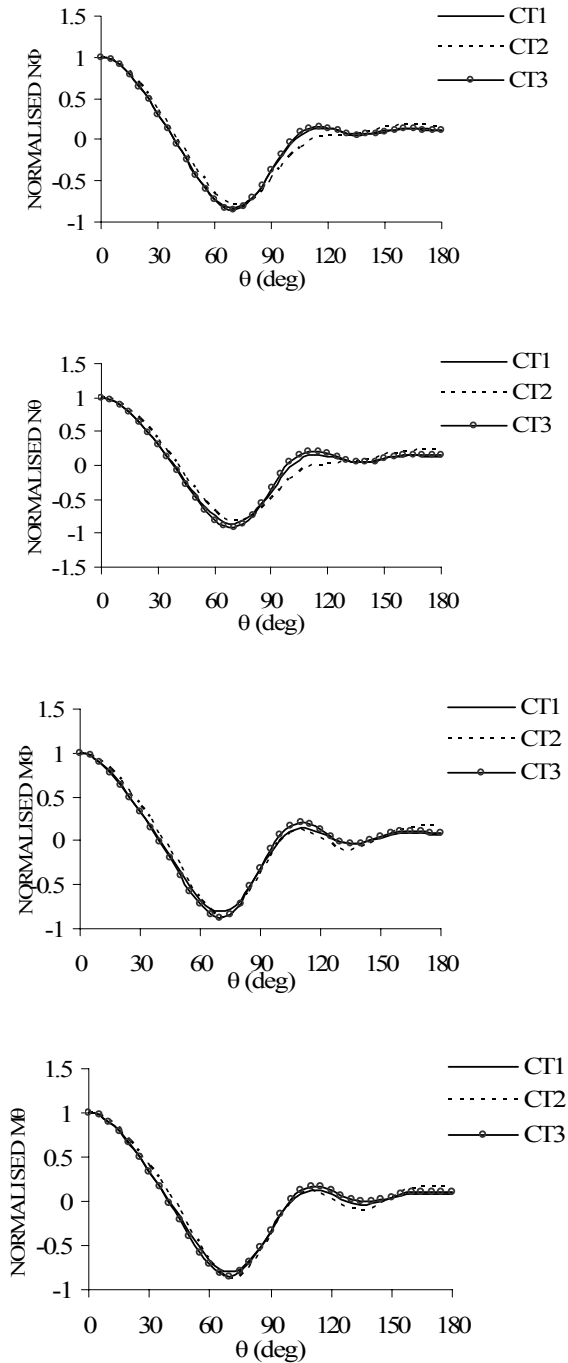 NORMALISED NΦ
1.5
1
0.5
0
-0.5
-1
0 30 60 90 120 150 180
θ (deg)
CT1
CT2
CT3
NORMALISED Nθ
1.5
1
0.5
0
-0.5
-1
-1.5
0 30 60 90 120 150 180
θ (deg)
CT1
CT2
CT3
NORMALISED MΦ
1.5
1
0.5
0
-0.5
-1
0 30 60 90 120 150 180
θ (deg)
CT1
CT2
CT3
NORMALISED Mθ
1.5
1
0.5
0
-0.5
-1
0 30 60 90 120 150 180
θ (deg)
CT1
CT2
CT3